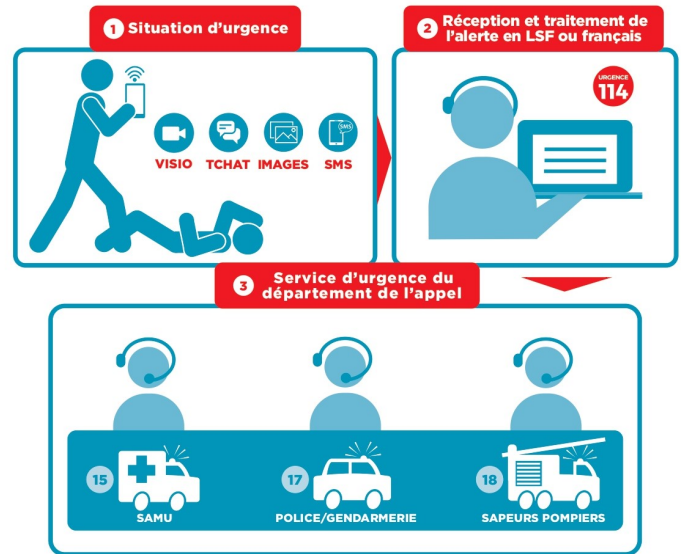 1 Situation d'urgence
2 Réception et traitement de
l'alerte en LSF ou français
VISIO TCHAT IMAGES SMS
SMS
URGENCE
114
3 Service d'urgence du
département de l'appel
15
SAMU
17
POLICE/GENDARMERIE
18
SAPEURS POMPIERS